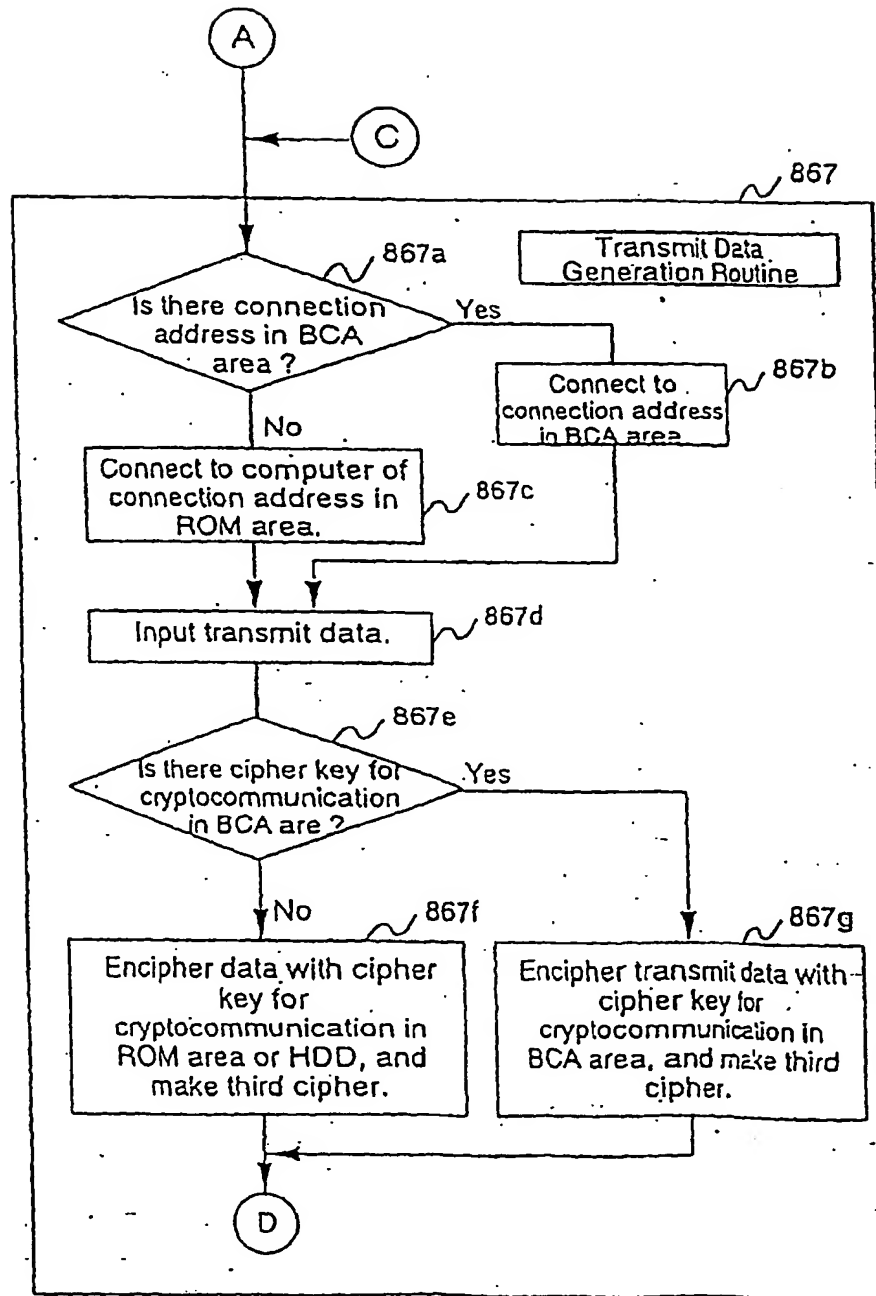 A
C
867
867a
Transmit Data
Generation Routine
Is there connection
address in BCA
area ?
Yes
867b
Connect to
connection address
in BCA area
No
Connect to computer of
connection address in
ROM area.
867c
Input transmit data.
867d
867e
Is there cipher key for
cryptocommunication
in BCA are ?
Yes
No
867f
867g
Encipher data with cipher
key for
cryptocommunication in
ROM area or HDD, and
make third cipher.
Encipher transmit data with
cipher key for
cryptocommunication in
BCA area, and make third
cipher.
D